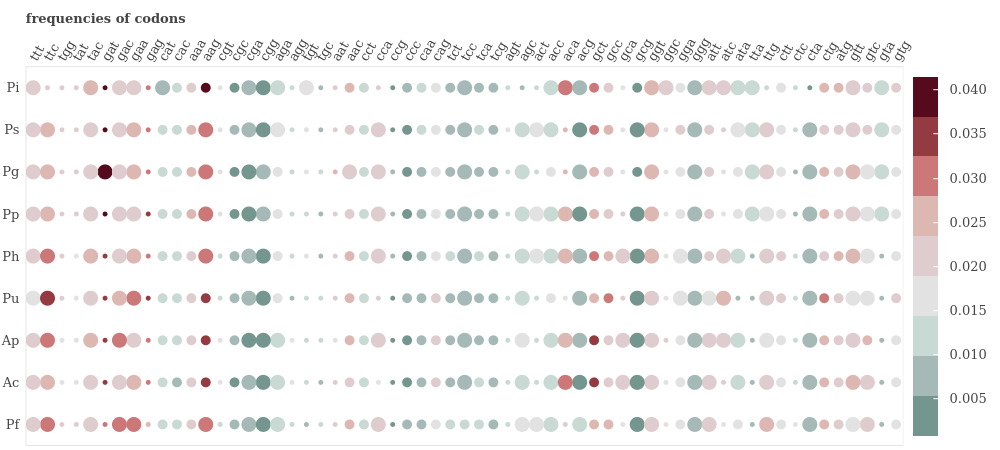 frequencies of codons
ttt ttc tgg tat tac gat gac gaa gag cat cac aaa aag cgt cgc cga cgg aga agg tgt tgc aat aac cct cca ccg ccc caa cag tct tcc tca tcg agt agc act acc aca acg gct gcc gca gcg ggt ggc gga ggg att atc ata tta ttg ctt ctc cta ctg atg gtt gtc gta gtg
Pi
Ps
Pg
Pp
Ph
Pu
Ap
Ac
Pf
0.040
0.035
0.030
0.025
0.020
0.015
0.010
0.005